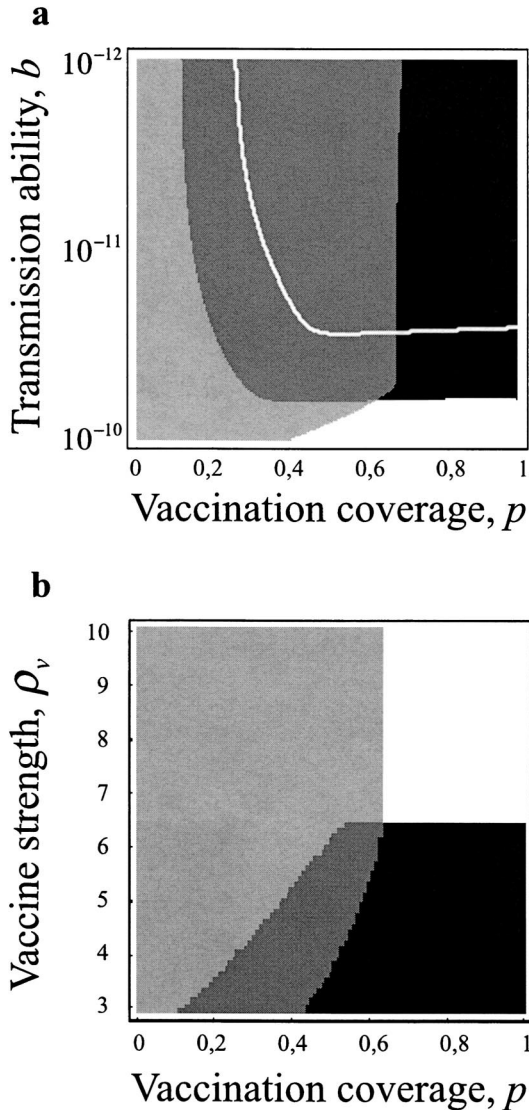 a
Transmission ability, b
10⁻¹²
10⁻¹¹
10⁻¹⁰
0 0,2 0,4 0,6 0,8 1
Vaccination coverage, p
b
Vaccine strength, ρᵥ
10
9
8
7
6
5
4
3
0 0,2 0,4 0,6 0,8 1
Vaccination coverage, p